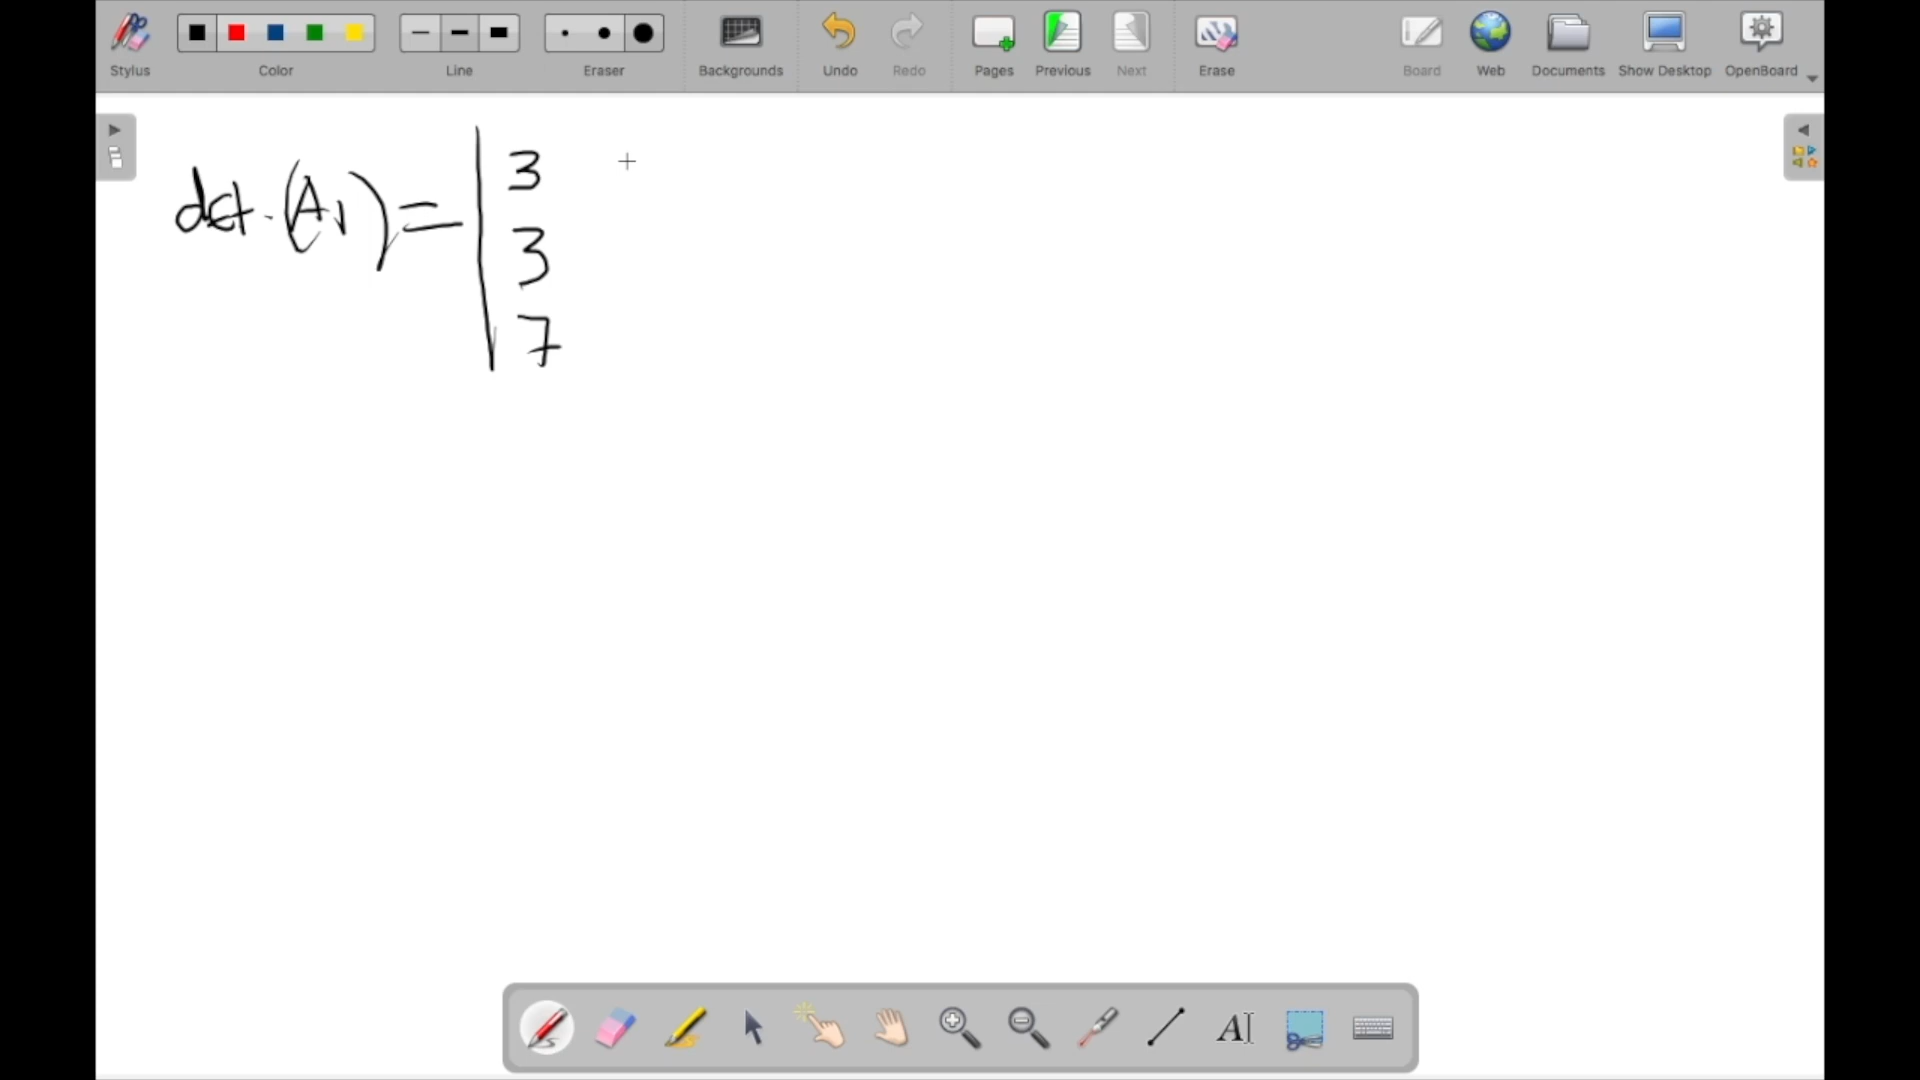 Stylus Color Line Eraser Backgrounds Undo Redo Pages Previous Next Erase Board Web Documents Show Desktop OpenBoard
det.(A1) = | 3
3
7